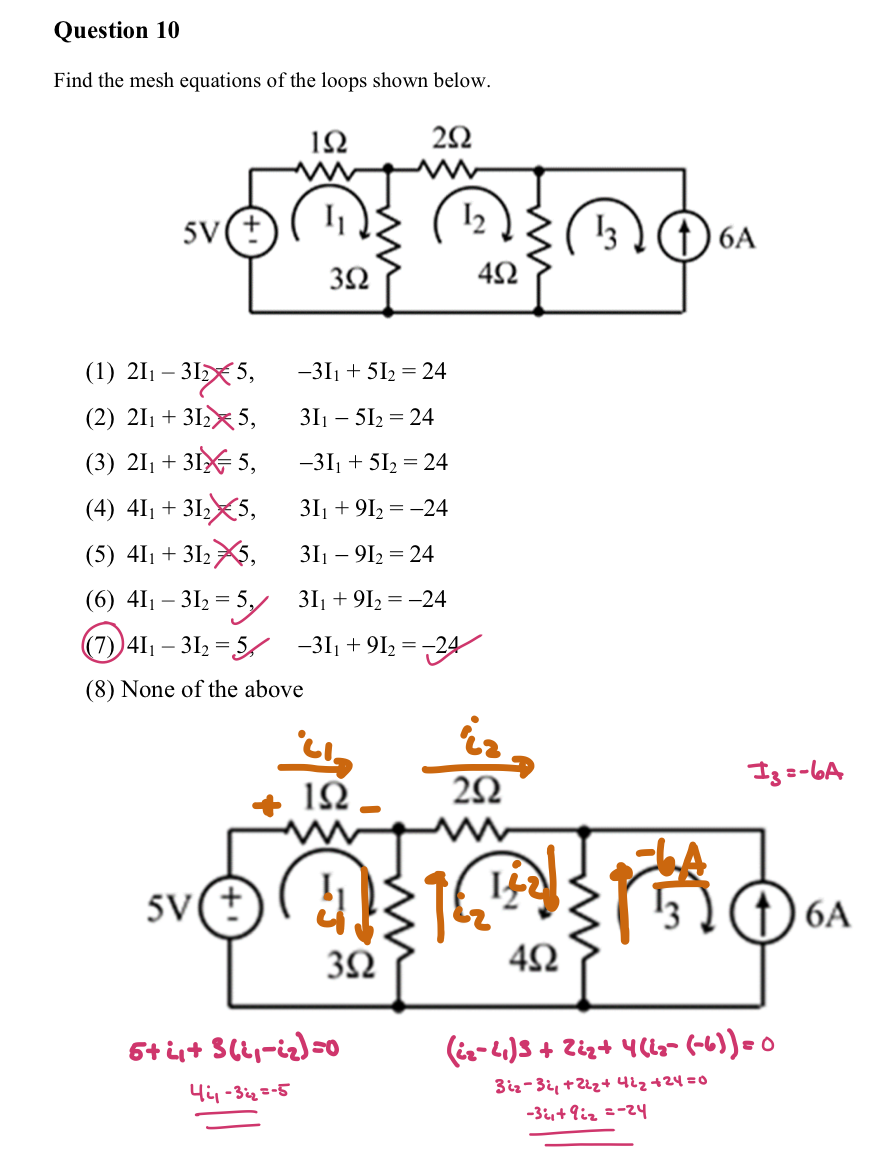 Question 10
Find the mesh equations of the loops shown below.
1Ω 2Ω
5V + - I₁ I₂ I₃ 6A
3Ω 4Ω
(1) 2I₁ – 3I₂ = 5, –3I₁ + 5I₂ = 24
(2) 2I₁ + 3I₂ = 5, 3I₁ – 5I₂ = 24
(3) 2I₁ + 3I₂ = 5, –3I₁ + 5I₂ = 24
(4) 4I₁ + 3I₂ = 5, 3I₁ + 9I₂ = –24
(5) 4I₁ + 3I₂ = 5, 3I₁ – 9I₂ = 24
(6) 4I₁ – 3I₂ = 5, 3I₁ + 9I₂ = –24
(7) 4I₁ – 3I₂ = 5, –3I₁ + 9I₂ = –24
(8) None of the above
i₁ i₂
I₃ = -6A
+ 1Ω - 2Ω
-6A
5V + - I₁ i₁ i₂ I₂ i₂ I₃ 6A
3Ω 4Ω
5+i₁+3(i₁-i₂)=0 (i₂-i₁)3 + 2i₂+ 4(i₂-(-6))=0
4i₁-3i₂=-5 3i₂-3i₁+2i₂+4i₂+24=0
-3i₁+9i₂=-24